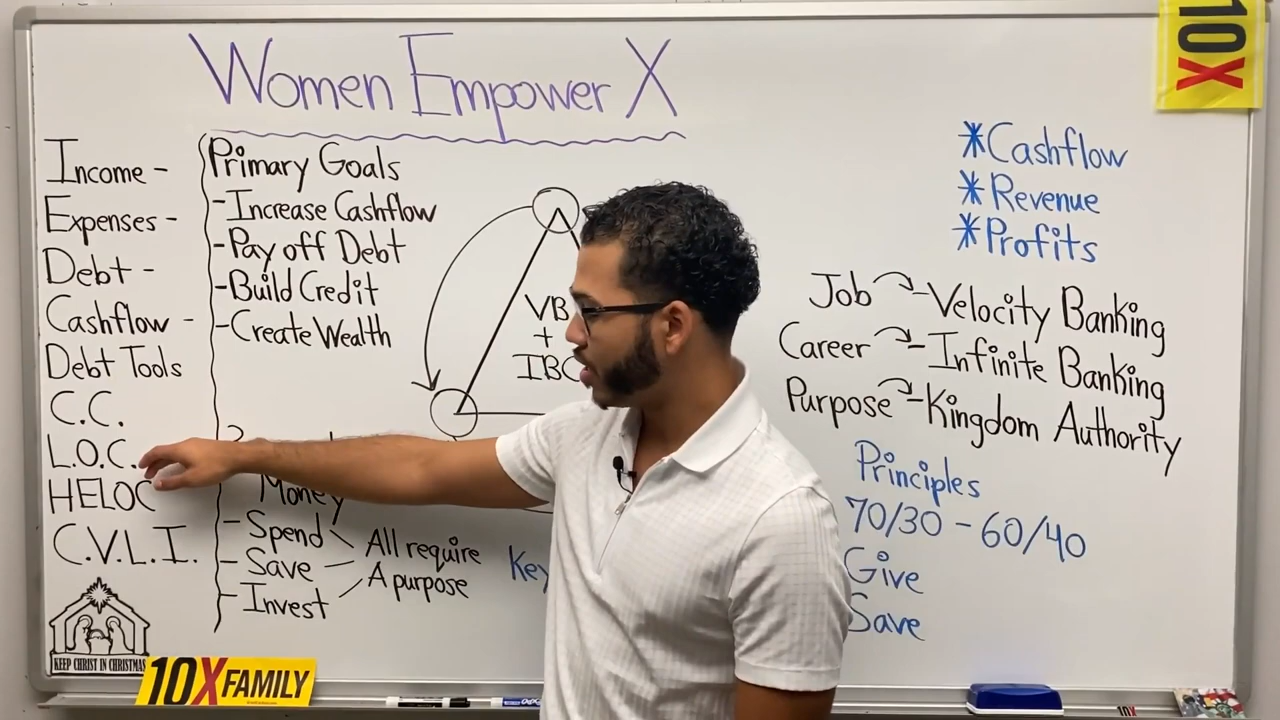 Women Empower X
10X
Income -
Expenses -
Debt -
Cashflow -
Debt Tools
C.C.
L.O.C.
HELOC
C.V.L.I.
KEEP CHRIST IN CHRISTMAS
10X FAMILY
Primary Goals
- Increase Cashflow
- Pay off Debt
- Build Credit
- Create Wealth
Money
- Spend
- Save
- Invest
All require
A purpose
VB
+
IBC
Key
*Cashflow
*Revenue
*Profits
Job - Velocity Banking
Career - Infinite Banking
Purpose - Kingdom Authority
Principles
70/30 - 60/40
Give
Save
10X